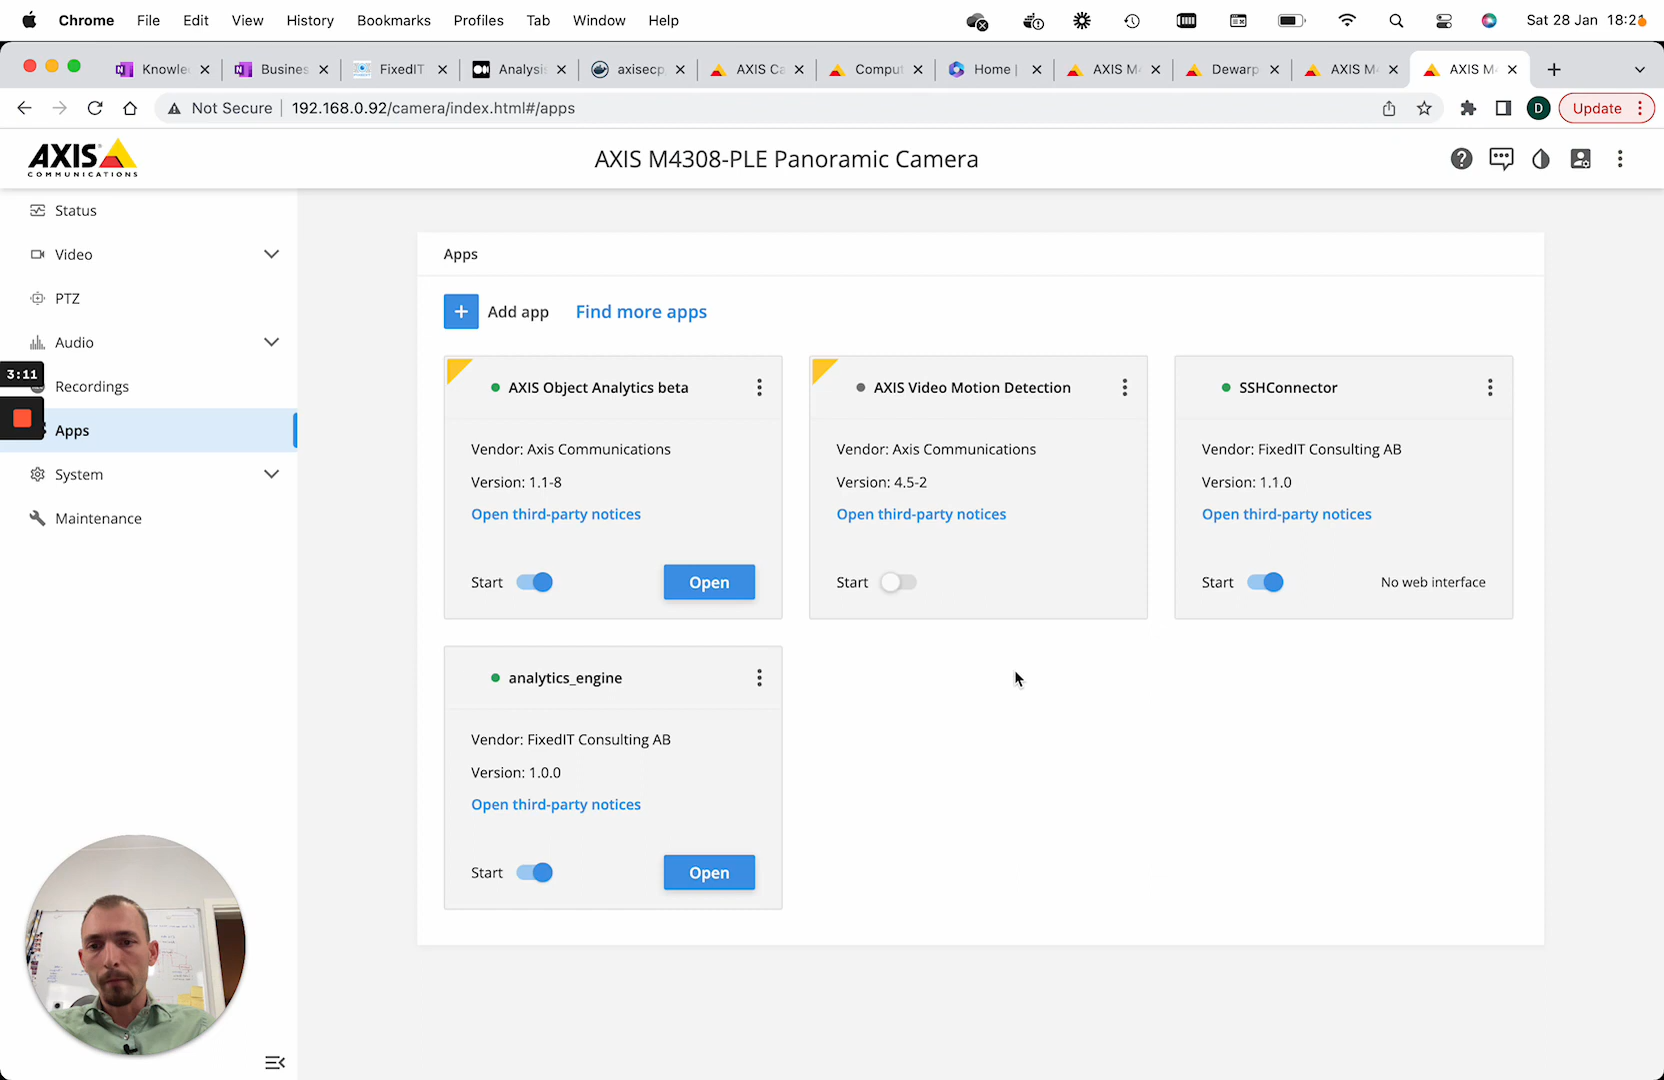 Chrome File Edit View History Bookmarks Profiles Tab Window Help Sat 28 Jan 18:21
Knowle Busines FixedIT Analysis axisecp AXIS Ca Comput Home | AXIS M Dewarp AXIS M AXIS M
Not Secure 192.168.0.92/camera/index.html#/apps D Update
AXIS
COMMUNICATIONS
AXIS M4308-PLE Panoramic Camera
Status
Video
PTZ
Audio
3:11
Recordings
Apps
System
Maintenance
Apps
+ Add app Find more apps
AXIS Object Analytics beta
Vendor: Axis Communications
Version: 1.1-8
Open third-party notices
Start Open
AXIS Video Motion Detection
Vendor: Axis Communications
Version: 4.5-2
Open third-party notices
Start
SSHConnector
Vendor: FixedIT Consulting AB
Version: 1.1.0
Open third-party notices
Start No web interface
analytics_engine
Vendor: FixedIT Consulting AB
Version: 1.0.0
Open third-party notices
Start Open